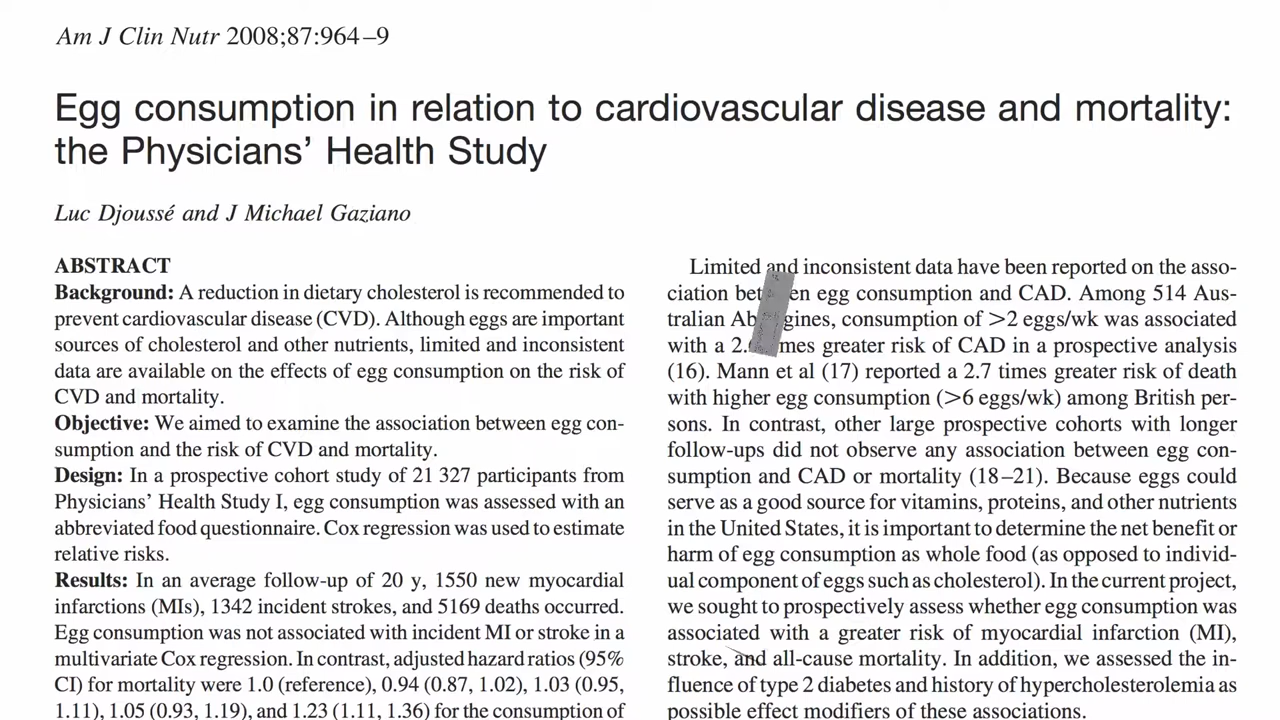 Am J Clin Nutr 2008;87:964–9
Egg consumption in relation to cardiovascular disease and mortality:
the Physicians’ Health Study
Luc Djoussé and J Michael Gaziano
ABSTRACT
Background: A reduction in dietary cholesterol is recommended to
prevent cardiovascular disease (CVD). Although eggs are important
sources of cholesterol and other nutrients, limited and inconsistent
data are available on the effects of egg consumption on the risk of
CVD and mortality.
Objective: We aimed to examine the association between egg con-
sumption and the risk of CVD and mortality.
Design: In a prospective cohort study of 21 327 participants from
Physicians’ Health Study I, egg consumption was assessed with an
abbreviated food questionnaire. Cox regression was used to estimate
relative risks.
Results: In an average follow-up of 20 y, 1550 new myocardial
infarctions (MIs), 1342 incident strokes, and 5169 deaths occurred.
Egg consumption was not associated with incident MI or stroke in a
multivariate Cox regression. In contrast, adjusted hazard ratios (95%
CI) for mortality were 1.0 (reference), 0.94 (0.87, 1.02), 1.03 (0.95,
1.11), 1.05 (0.93, 1.19), and 1.23 (1.11, 1.36) for the consumption of
Limited and inconsistent data have been reported on the asso-
ciation egg consumption and CAD. Among 514 Aus-
tralian consumption of >2 eggs/wk was associated
with a greater risk of CAD in a prospective analysis
(16). Mann et al (17) reported a 2.7 times greater risk of death
with higher egg consumption (>6 eggs/wk) among British per-
sons. In contrast, other large prospective cohorts with longer
follow-ups did not observe any association between egg con-
sumption and CAD or mortality (18–21). Because eggs could
serve as a good source for vitamins, proteins, and other nutrients
in the United States, it is important to determine the net benefit or
harm of egg consumption as whole food (as opposed to individ-
ual component of eggs such as cholesterol). In the current project,
we sought to prospectively assess whether egg consumption was
associated with a greater risk of myocardial infarction (MI),
stroke, and all-cause mortality. In addition, we assessed the in-
fluence of type 2 diabetes and history of hypercholesterolemia as
possible effect modifiers of these associations.